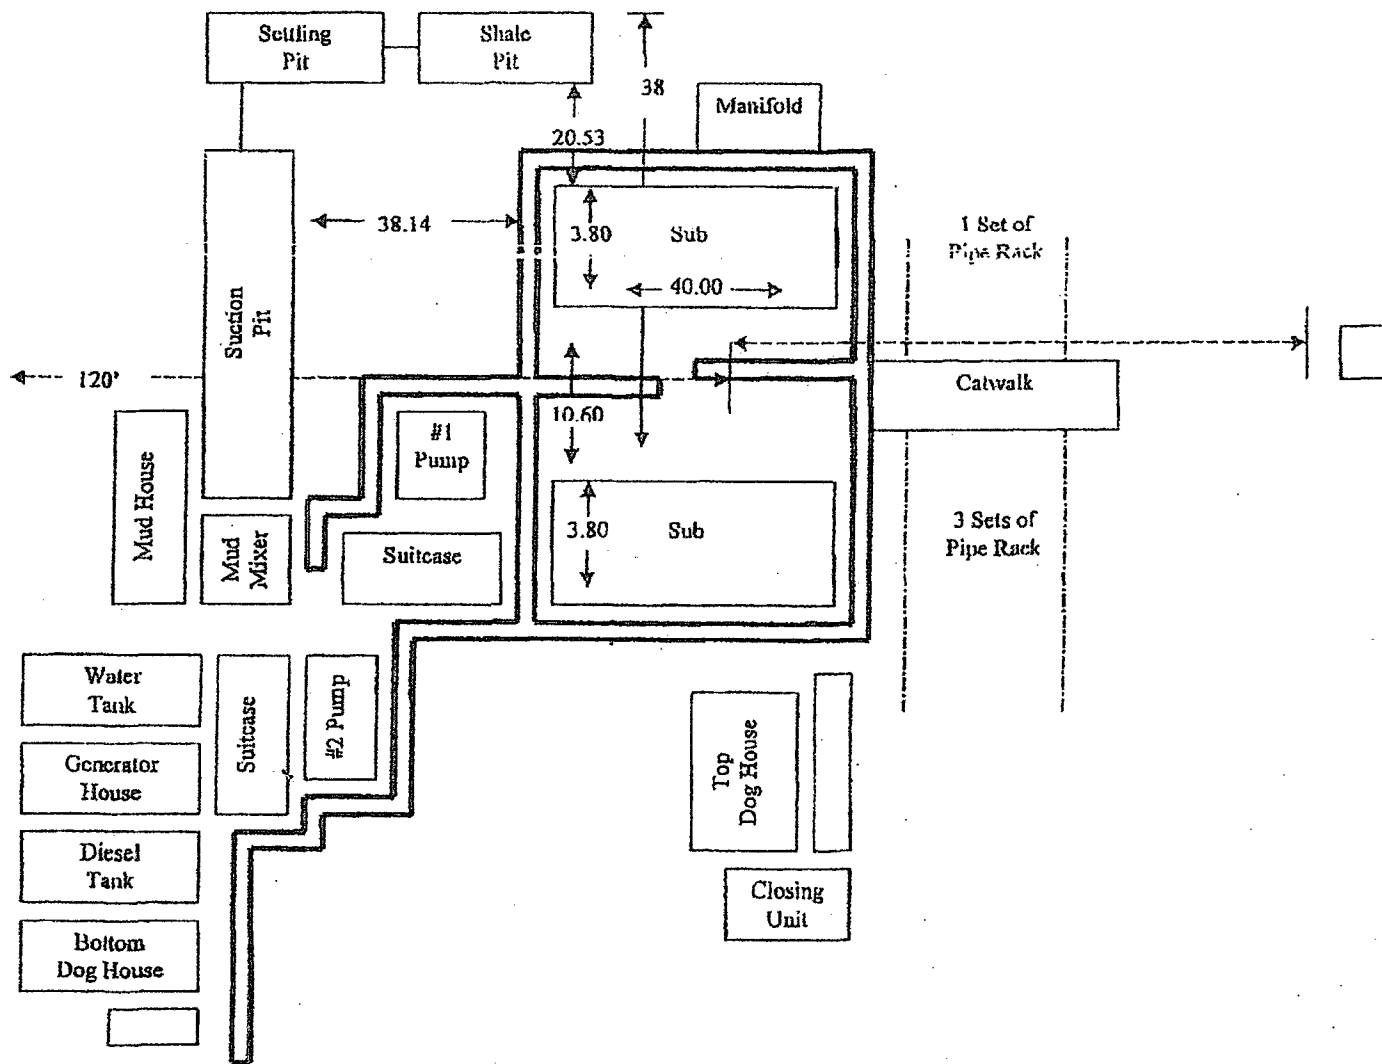 Settling
Pit
Shale
Pit
38
Manifold
20.53
38.14
3.80
Sub
1 Set of
Pipe Rack
40.00
Suction
Pit
120'
Catwalk
10.60
#1
Pump
Mud House
Mud
Mixer
Suitcase
3.80
Sub
3 Sets of
Pipe Rack
Water
Tank
Suitcase
#2 Pump
Generator
House
Top
Dog House
Diesel
Tank
Closing
Unit
Bottom
Dog House